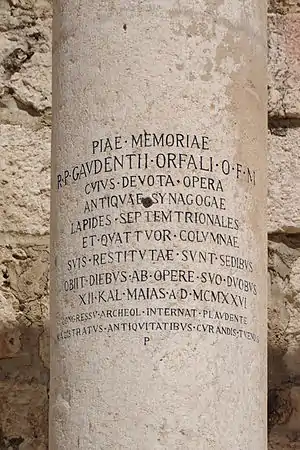 PIAE · MEMORIAE
R · P · GAVDENTII · ORFALI · O · F · M
CVIVS · DEVOTA · OPERA
ANTIQVAE · SYNAGOGAE
LAPIDES · SEPTEMTRIONALES
ET · QVATTVOR · COLVMNAE
SVIS · RESTITVTAE · SVNT · SEDIBVS
OBIIT · DIEBVS · AB · OPERE · SVO · DVOBVS
XII · KAL · MAIAS · A · D · MCMXXVI
CONGRESSV · ARCHEOL · INTERNAT · PLAVDENTE
MAGISTRATVS · ANTIQVITATIBVS · CVRANDIS · TVENDIS
P